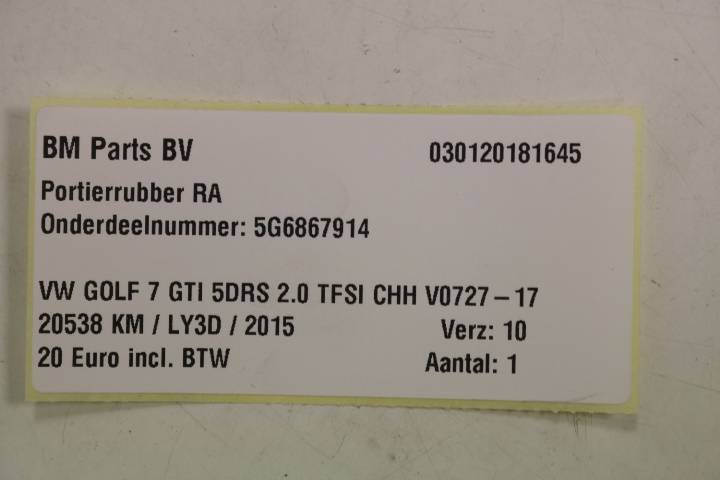 BM Parts BV 030120181645
Portierrubber RA
Onderdeelnummer: 5G6867914
VW GOLF 7 GTI 5DRS 2.0 TFSI CHH V0727-17
20538 KM / LY3D / 2015 Verz: 10
20 Euro incl. BTW Aantal: 1